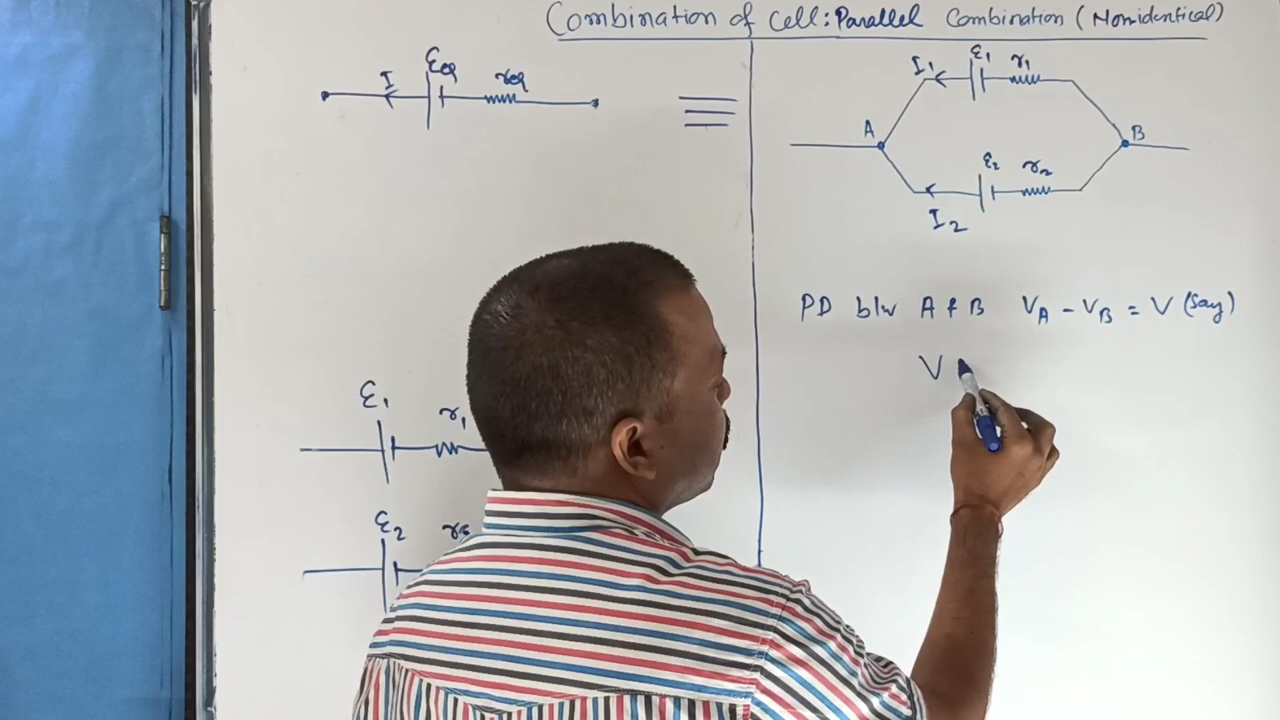 Combination of Cell: Parallel Combination (Nonidentical)
I εeq req
I1 ε1 r1
A B
ε2 r2
I2
PD b/w A & B VA - VB = V (Say)
V
ε1 r1
ε2